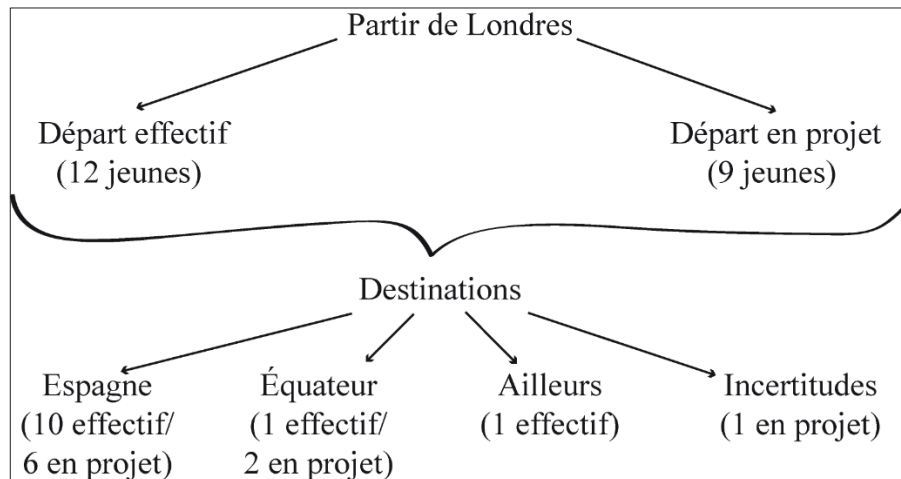 Partir de Londres
Départ effectif
(12 jeunes)
Départ en projet
(9 jeunes)
Destinations
Espagne
(10 effectif/
6 en projet)
Équateur
(1 effectif/
2 en projet)
Ailleurs
(1 effectif)
Incertitudes
(1 en projet)